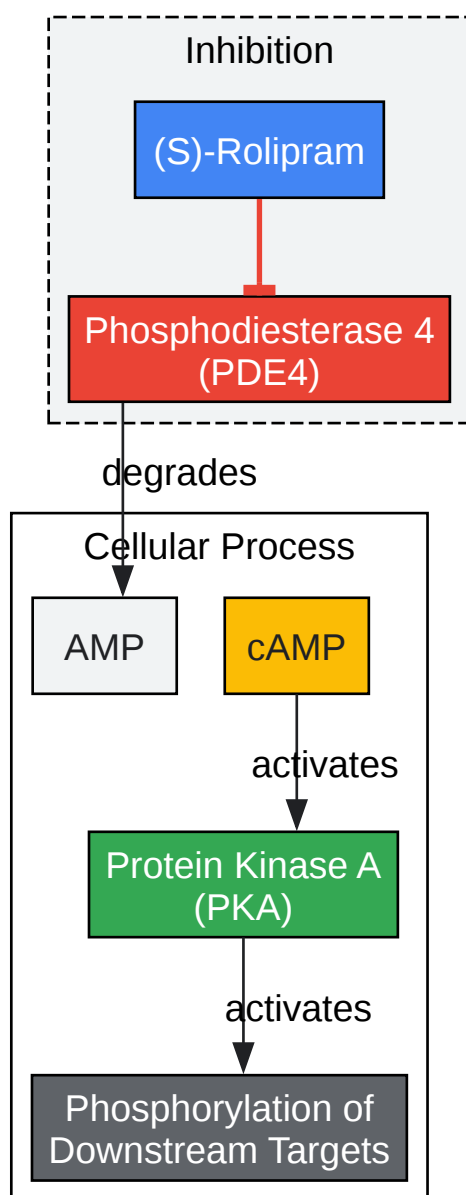 Inhibition
(S)-Rolipram
Phosphodiesterase 4
(PDE4)
degrades
Cellular Process
AMP
cAMP
activates
Protein Kinase A
(PKA)
activates
Phosphorylation of
Downstream Targets